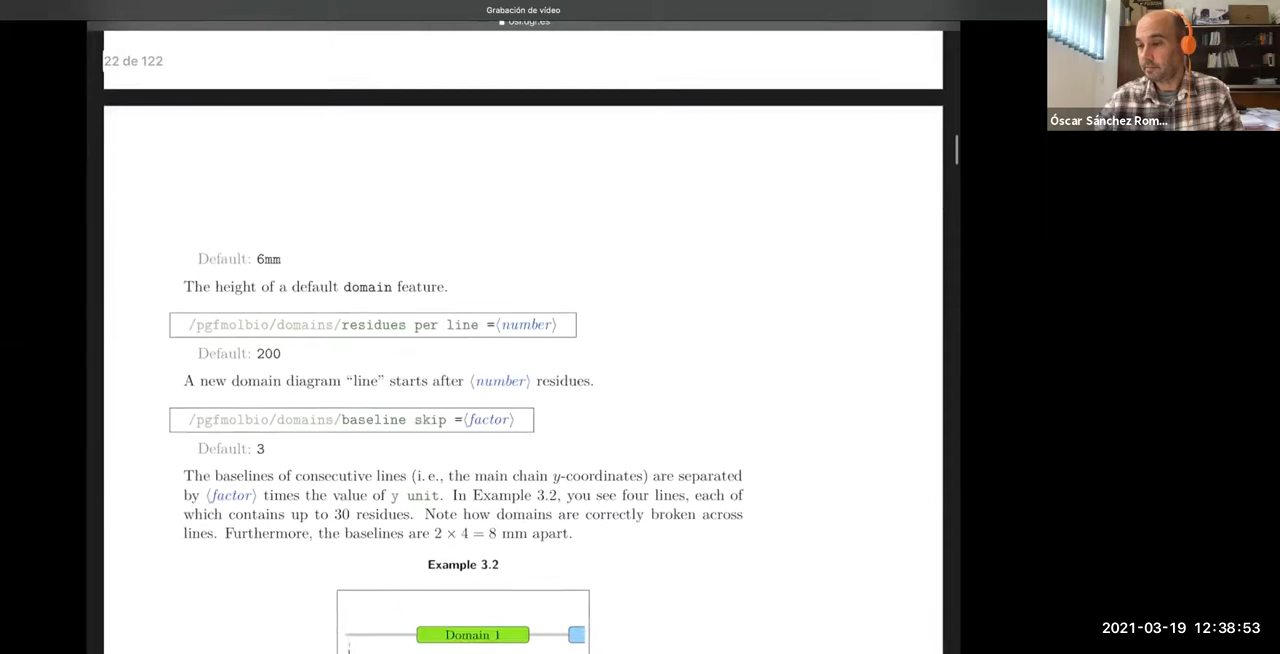 Grabación de vídeo
osl.ugr.es
22 de 122
Óscar Sánchez Rom...
Default: 6mm
The height of a default domain feature.
/pgfmolbio/domains/residues per line =⟨number⟩
Default: 200
A new domain diagram “line” starts after ⟨number⟩ residues.
/pgfmolbio/domains/baseline skip =⟨factor⟩
Default: 3
The baselines of consecutive lines (i. e., the main chain y-coordinates) are separated
by ⟨factor⟩ times the value of y unit. In Example 3.2, you see four lines, each of
which contains up to 30 residues. Note how domains are correctly broken across
lines. Furthermore, the baselines are 2 × 4 = 8 mm apart.
Example 3.2
Domain 1
2021-03-19 12:38:53